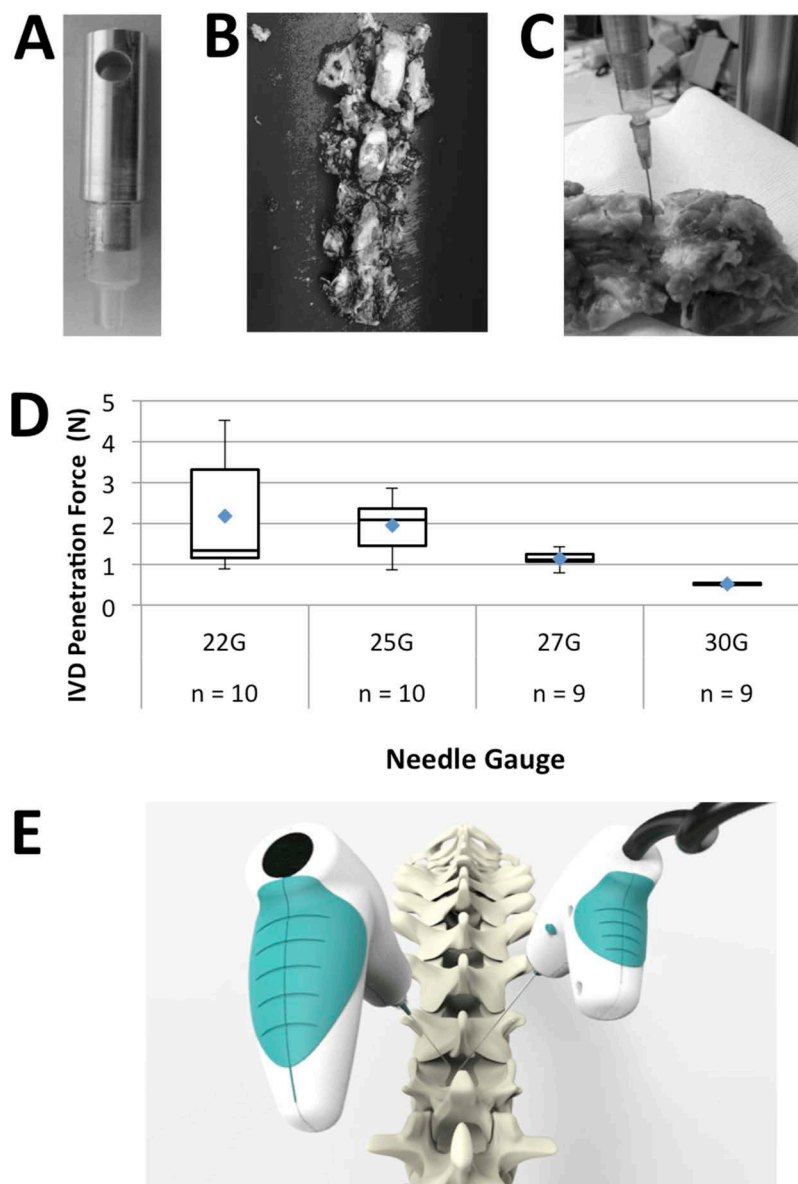 A
B
C
D
IVD Penetration Force (N)
5
4
3
2
1
0
22G 25G 27G 30G
n = 10 n = 10 n = 9 n = 9
Needle Gauge
E